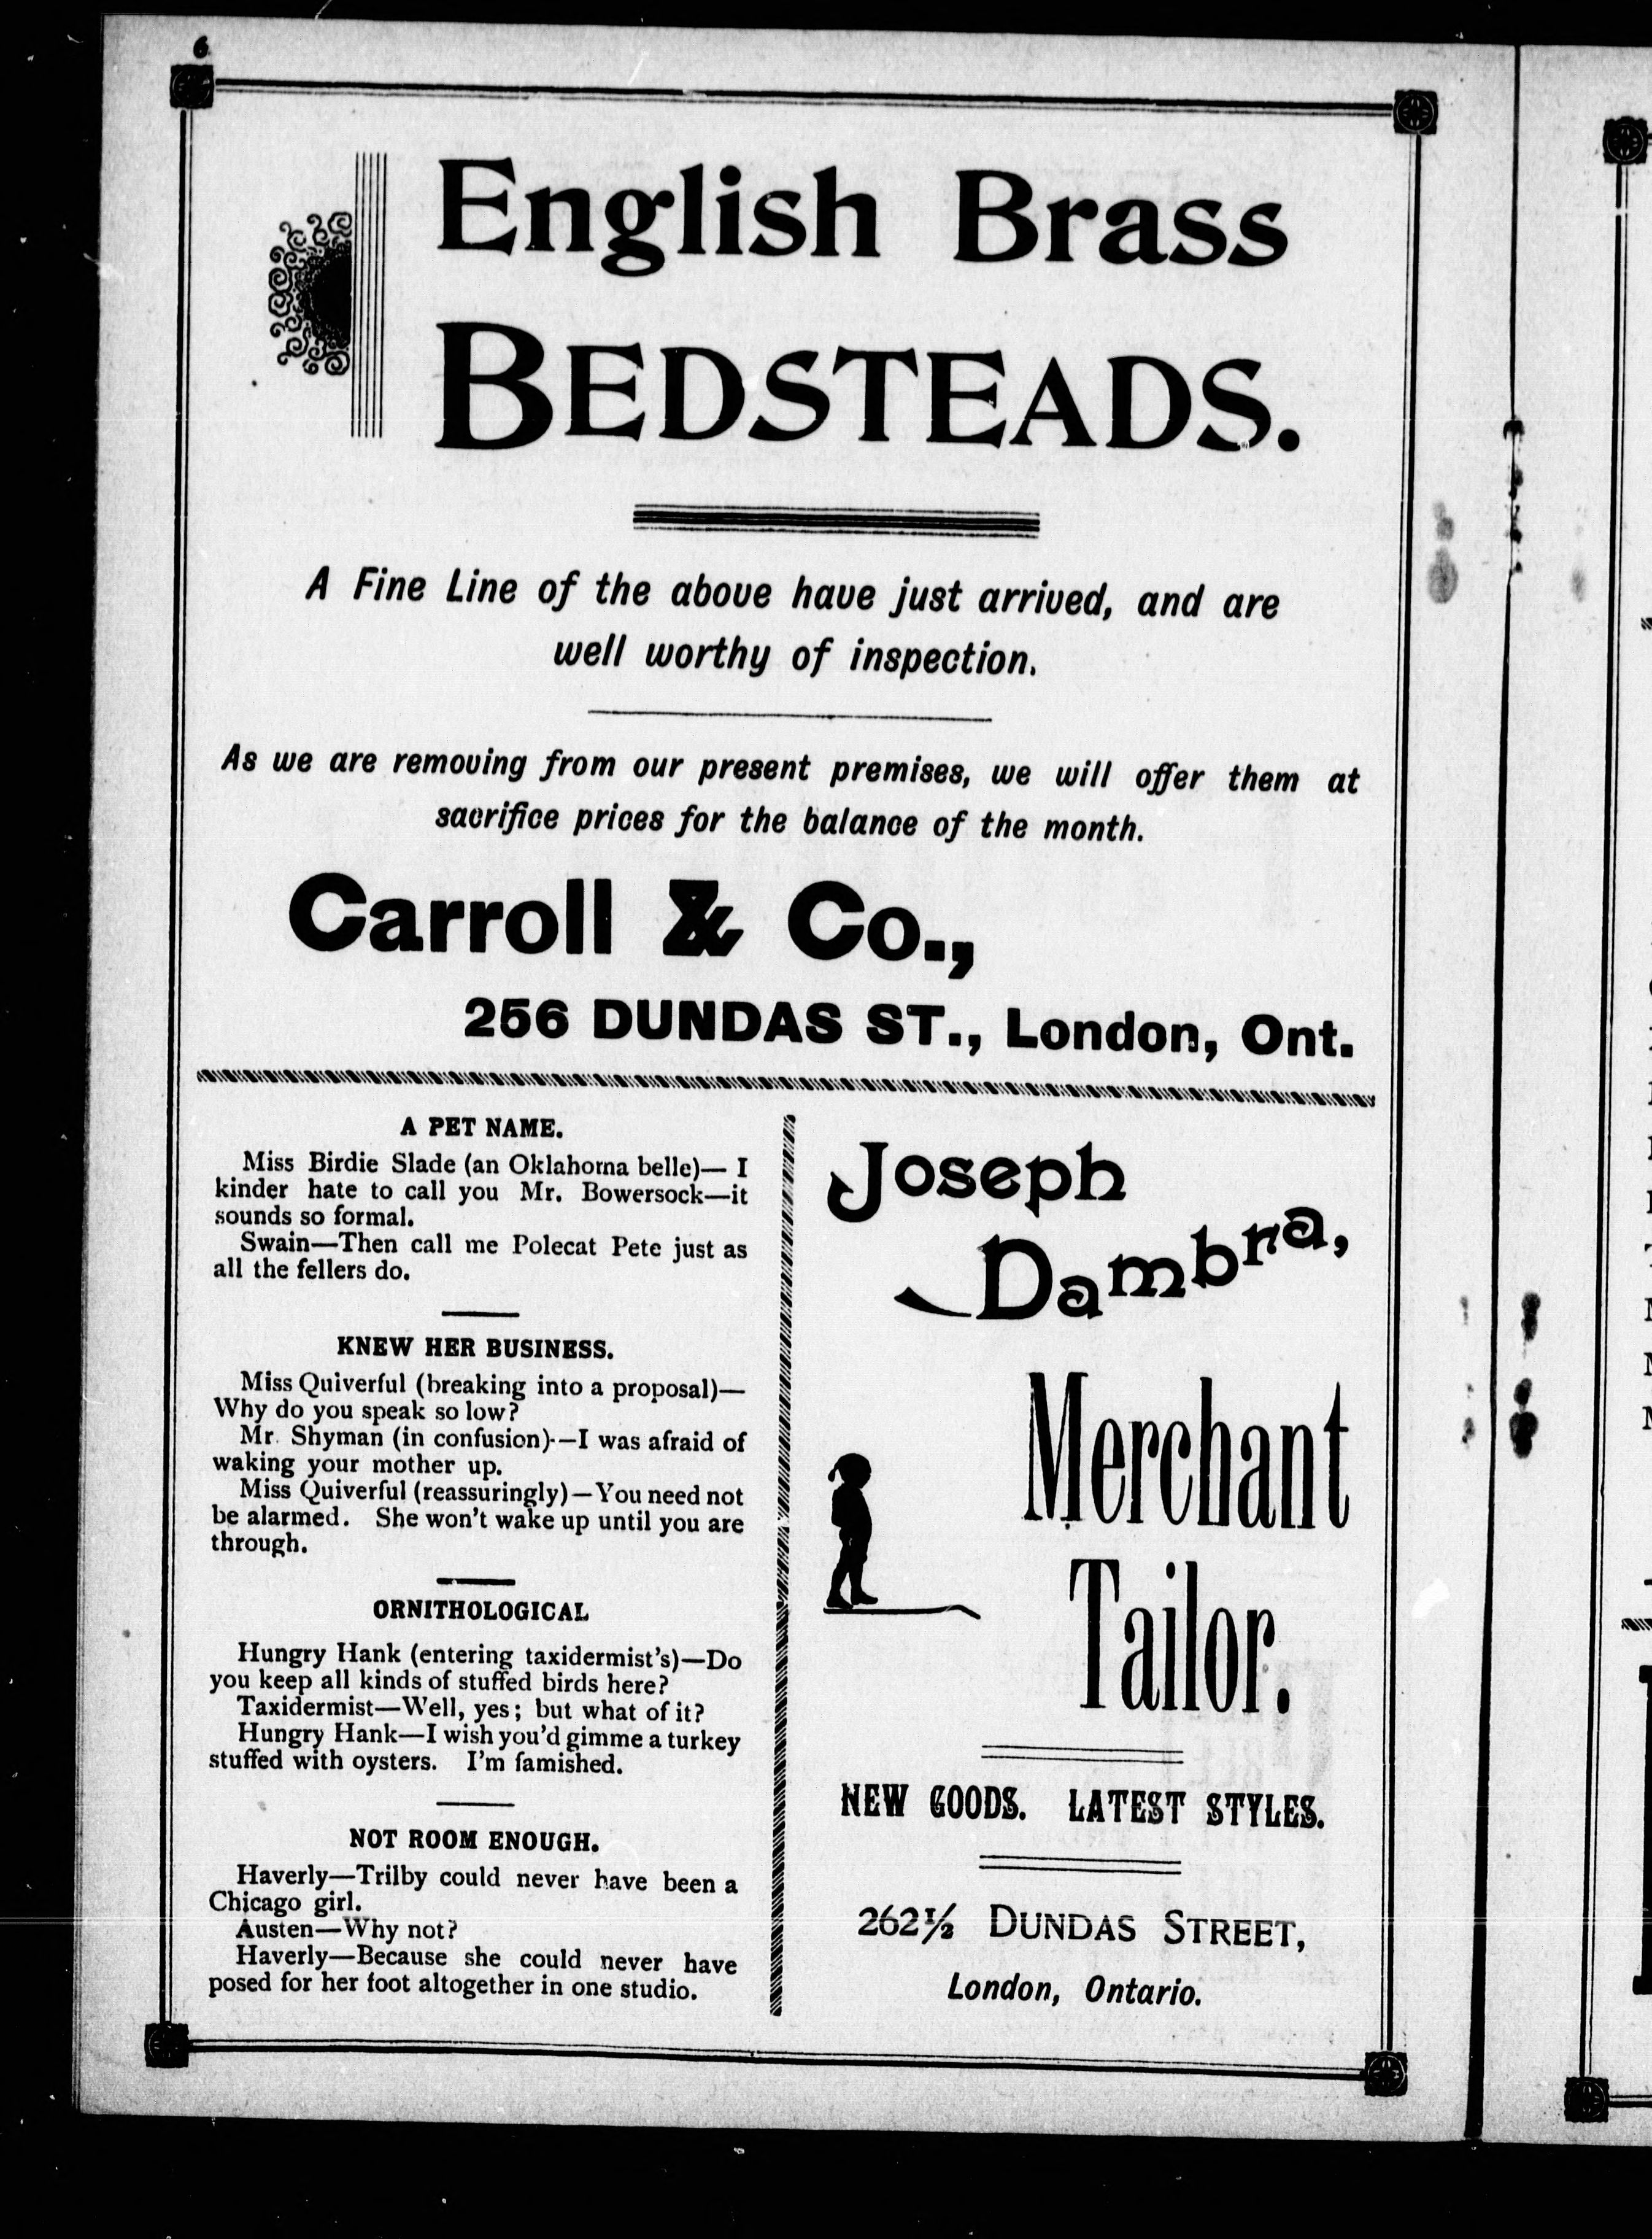 6
English Brass
BEDSTEADS.
A Fine Line of the above have just arrived, and are
well worthy of inspection.
As we are removing from our present premises, we will offer them at
sacrifice prices for the balance of the month.
Carroll & Co.,
256 DUNDAS ST., London, Ont.
A PET NAME.
Miss Birdie Slade (an Oklahoma belle)— I
kinder hate to call you Mr. Bowersock—it
sounds so formal.
Swain—Then call me Polecat Pete just as
all the fellers do.
KNEW HER BUSINESS.
Miss Quiverful (breaking into a proposal)—
Why do you speak so low?
Mr. Shyman (in confusion)-—I was afraid of
waking your mother up.
Miss Quiverful (reassuringly)—You need not
be alarmed. She won't wake up until you are
through.
ORNITHOLOGICAL
Hungry Hank (entering taxidermist's)—Do
you keep all kinds of stuffed birds here?
Taxidermist—Well, yes; but what of it?
Hungry Hank—I wish you'd gimme a turkey
stuffed with oysters. I'm famished.
NOT ROOM ENOUGH.
Haverly—Trilby could never have been a
Chicago girl.
Austen—Why not?
Haverly—Because she could never have
posed for her foot altogether in one studio.
Joseph
Dambra,
Merchant
Tailor.
NEW GOODS. LATEST STYLES.
262½ DUNDAS STREET,
London, Ontario.